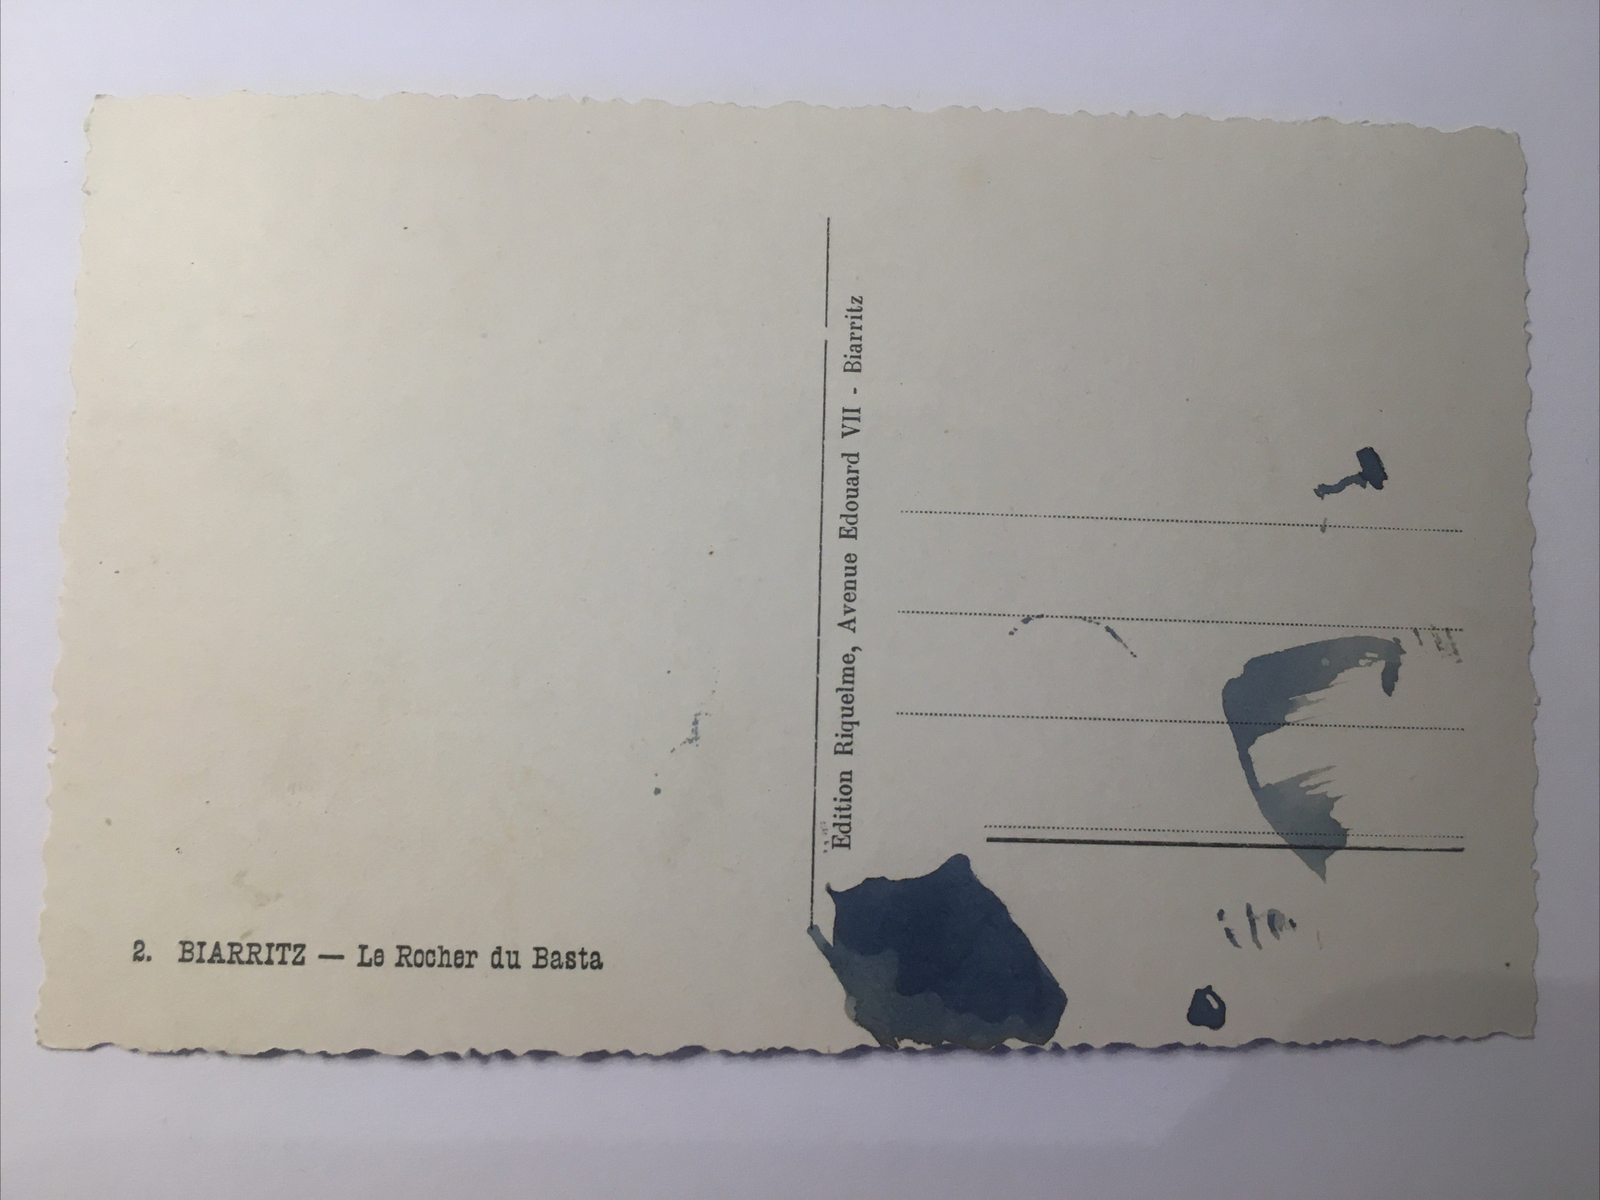 2. BIARRITZ — Le Rocher du Basta
Edition Riquelme, Avenue Edouard VII - Biarritz